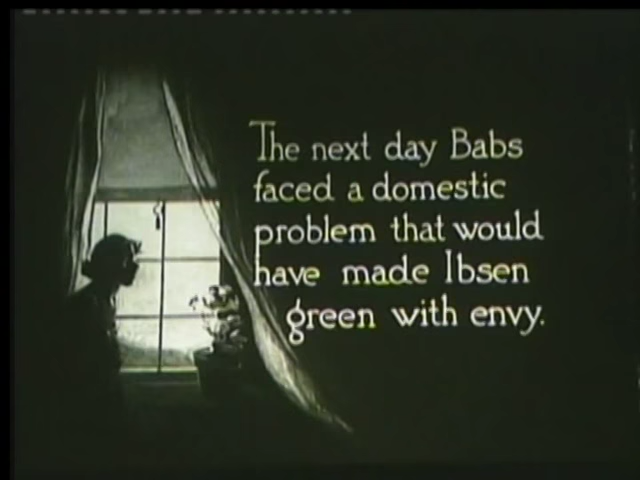 The next day Babs
faced a domestic
problem that would
have made Ibsen
green with envy.